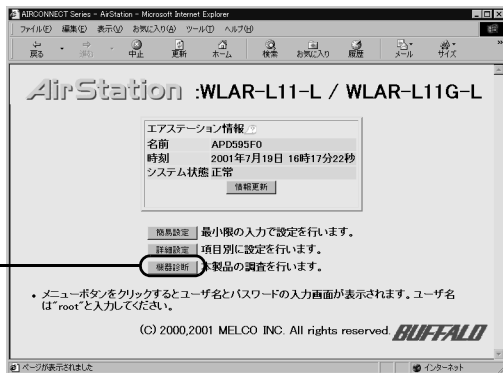 AIRCONNECT Series - AirStation - Microsoft Internet Explorer
ファイル(F) 編集(E) 表示(V) お気に入り(A) ツール(T) ヘルプ(H)
戻る 進む 中止 更新 ホーム 検索 お気に入り 履歴 メール サイズ »
AirStation :WLAR-L11-L / WLAR-L11G-L
エアステーション情報 ?
名前 APD595F0
時刻 2001年7月19日 16時17分22秒
システム状態 正常
情報更新
簡易設定 最小限の入力で設定を行います。
詳細設定 項目別に設定を行います。
機器診断 本製品の調査を行います。
• メニューボタンをクリックするとユーザ名とパスワードの入力画面が表示されます。ユーザ名
は"root"と入力してください。
(C) 2000,2001 MELCO INC. All rights reserved. BUFFALO
ページが表示されました インターネット